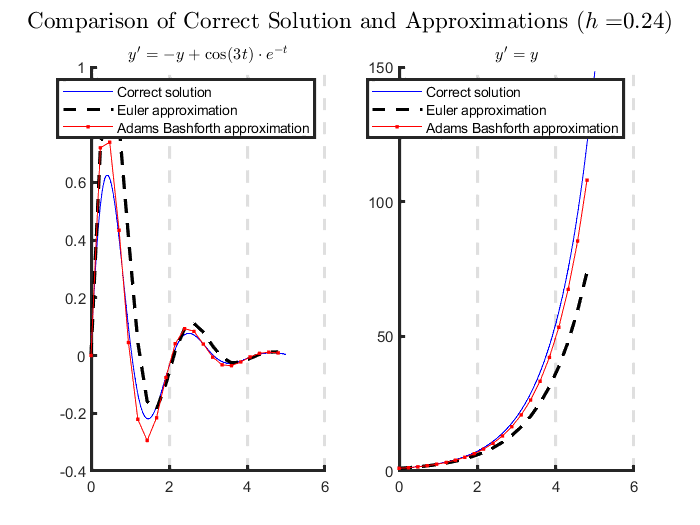 Comparison of Correct Solution and Approximations (h =0.24)
y′ = −y + cos(3t) · e^{−t}
1
Correct solution
Euler approximation
Adams Bashforth approximation
0.6
0.4
0.2
0
-0.2
-0.4
0 2 4 6
y′ = y
150
Correct solution
Euler approximation
Adams Bashforth approximation
100
50
0
0 2 4 6